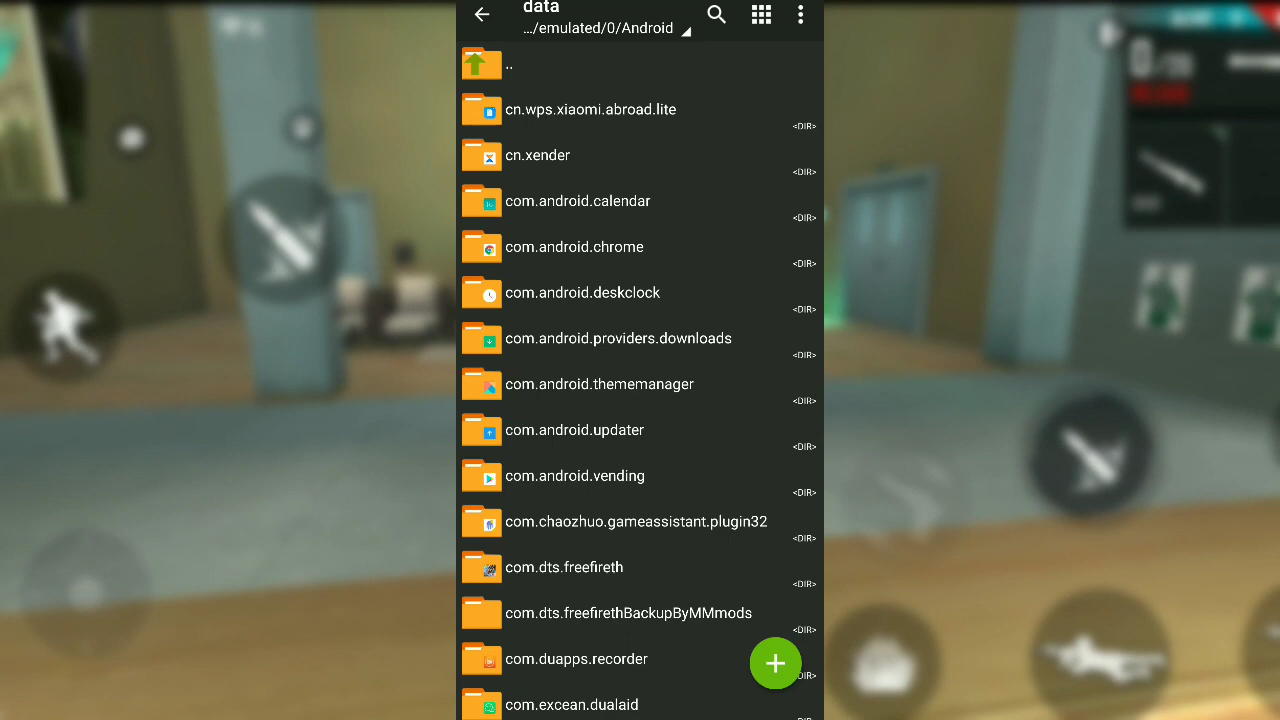 data
.../emulated/0/Android
..
cn.wps.xiaomi.abroad.lite
<DIR>
cn.xender
<DIR>
com.android.calendar
<DIR>
com.android.chrome
<DIR>
com.android.deskclock
<DIR>
com.android.providers.downloads
<DIR>
com.android.thememanager
<DIR>
com.android.updater
<DIR>
com.android.vending
<DIR>
com.chaozhuo.gameassistant.plugin32
<DIR>
com.dts.freefireth
<DIR>
com.dts.freefirethBackupByMMmods
<DIR>
com.duapps.recorder
DIR>
com.excean.dualaid